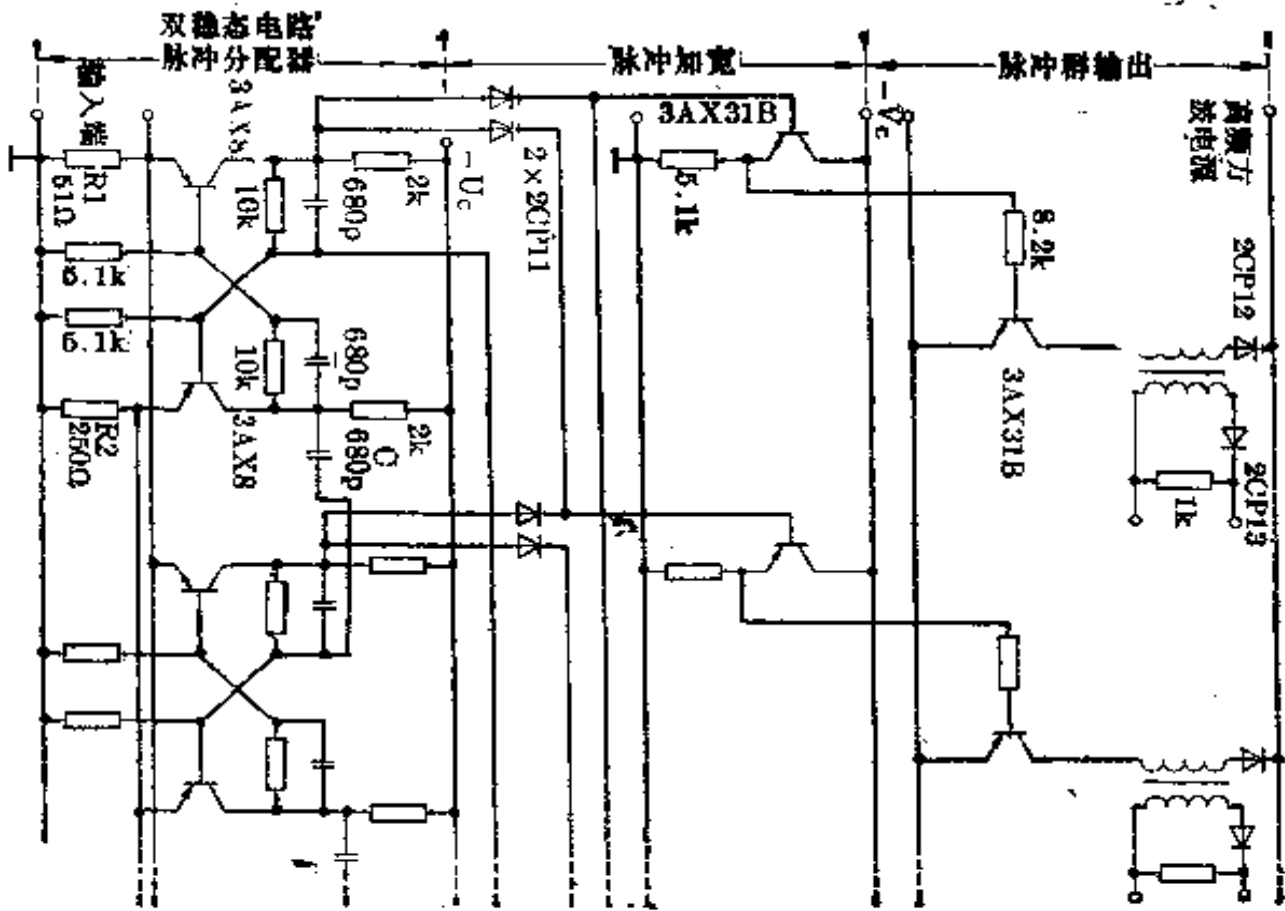 双稳态电路
脉冲分配器
脉冲加宽
脉冲群输出
输入端
3AX8
-Vc
高频方
波电源
3AX31B
R1
51Ω
10k
680p
2k
-Uc
2×2CP11
5.1k
8.2k
2CP12
6.1k
5.1k
10k
680p
R2
250Ω
3AX8
C
680p
2k
3AX31B
1k
2CP13